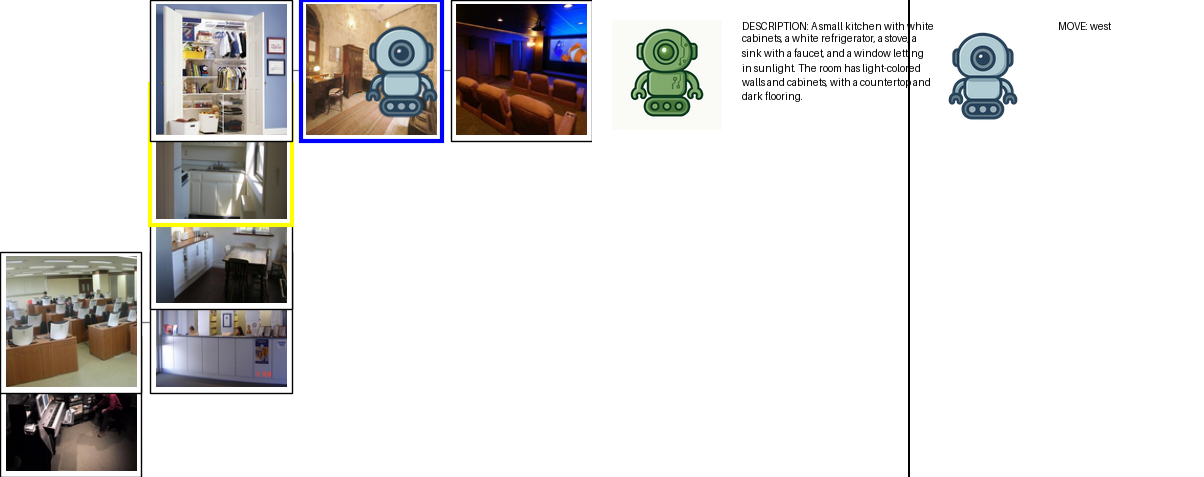 DESCRIPTION: A small kitchen with white
cabinets, a white refrigerator, a stove, a
sink with a faucet, and a window letting
in sunlight. The room has light-colored
walls and cabinets, with a countertop and
dark flooring.
MOVE: west